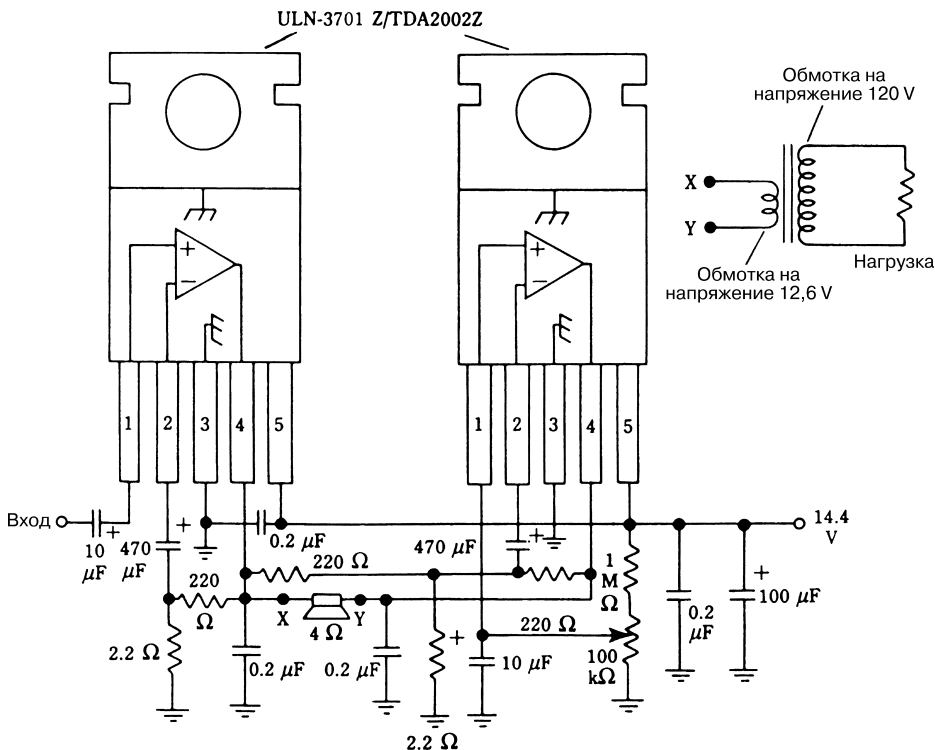 ULN-3701 Z/TDA2002Z
Обмотка на
напряжение 120 V
X
Y
Нагрузка
Обмотка на
напряжение 12,6 V
+
−
+
−
1
2
3
4
5
1
2
3
4
5
Вход
+
10
μF
470
μF
+
0.2 μF
470 μF
+
14.4
V
220 Ω
1
M
Ω
220
Ω
X
4 Ω
Y
0.2
μF
+
100 μF
2.2 Ω
0.2 μF
0.2 μF
+
220 Ω
10 μF
100
kΩ
2.2 Ω